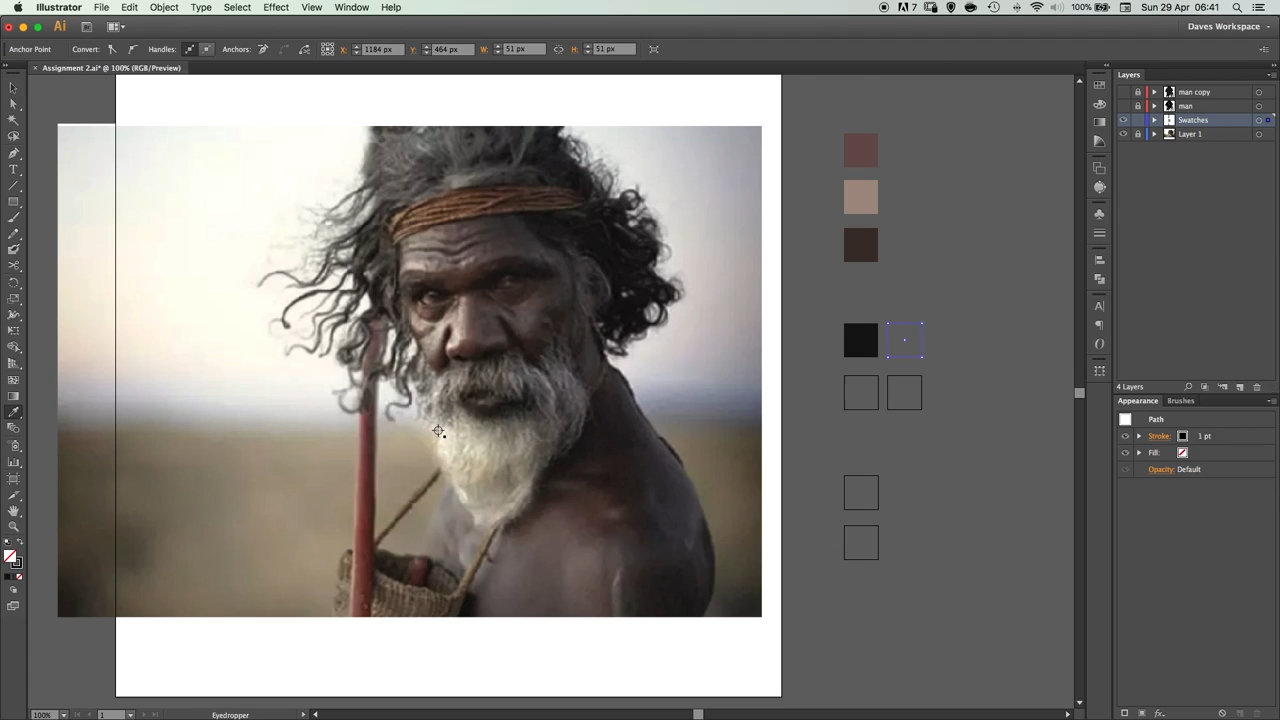 Illustrator File Edit Object Type Select Effect View Window Help
7 100% Sun 29 Apr 06:41
Ai Daves Workspace
Anchor Point Convert: Handles: Anchors: X: 1184 px Y: 464 px W: 51 px H: 51 px
× Assignment 2.ai* @ 100% (RGB/Preview)
Layers
man copy
man
Swatches
Layer 1
4 Layers
Appearance Brushes
Path
Stroke: 1 pt
Fill:
Opacity: Default
100% 1 Eyedropper